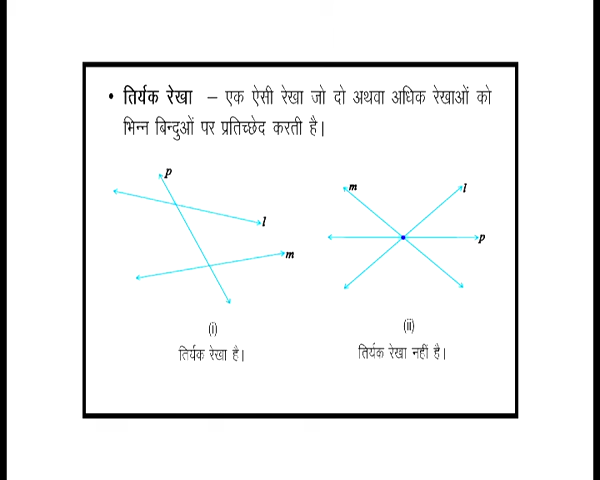 • तिर्यक रेखा – एक ऐसी रेखा जो दो अथवा अधिक रेखाओं को
भिन्न बिन्दुओं पर प्रतिच्छेद करती है।
p
l
m
(i)
तिर्यक रेखा है।
m
l
p
(ii)
तिर्यक रेखा नहीं है।